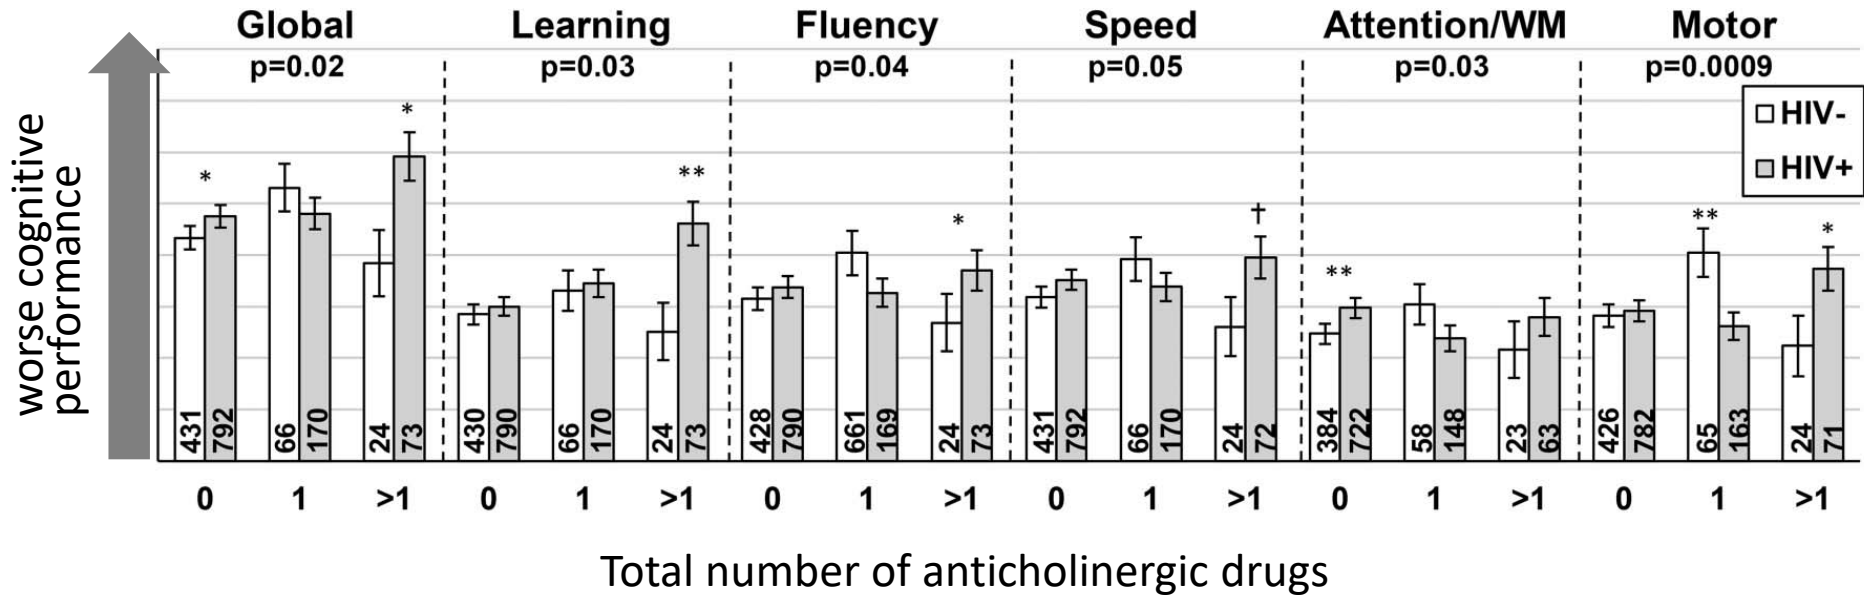 Global Learning Fluency Speed Attention/WM Motor
p=0.02 p=0.03 p=0.04 p=0.05 p=0.03 p=0.0009
HIV-
HIV+
* * ** * † ** ** *
worse cognitive
performance
431 792 66 170 24 73 430 790 66 170 24 73 428 790 661 169 24 73 431 792 66 170 24 72 384 722 58 148 23 63 426 782 65 163 24 71
0 1 >1 0 1 >1 0 1 >1 0 1 >1 0 1 >1 0 1 >1
Total number of anticholinergic drugs